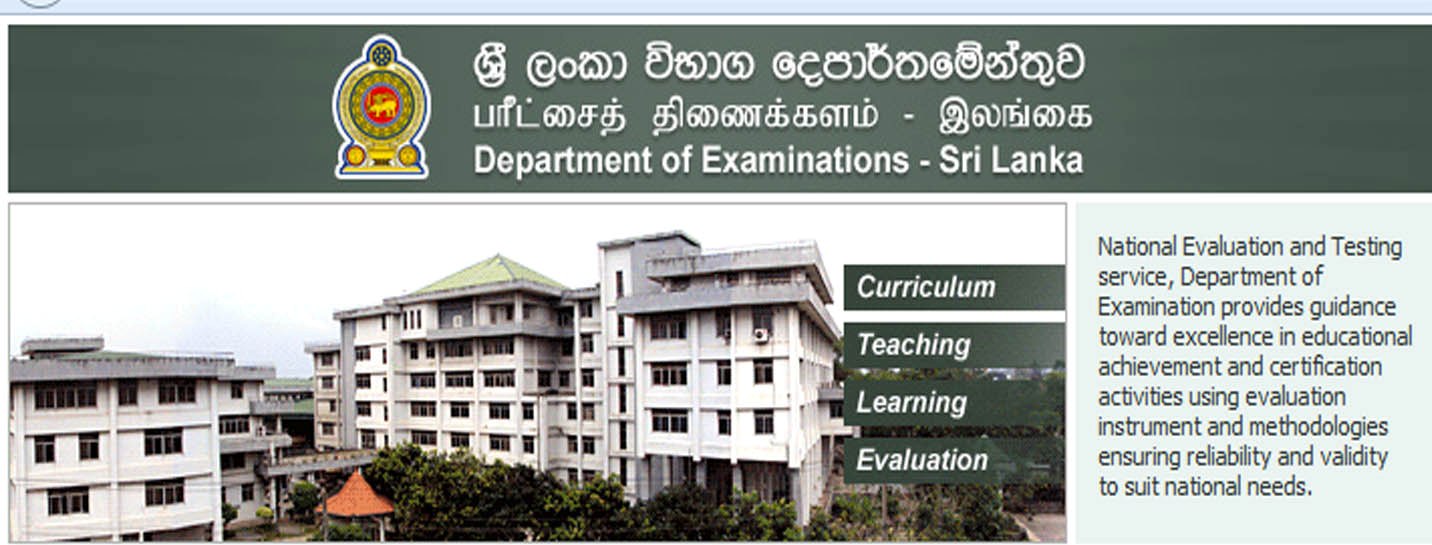 ශ්‍රී ලංකා විභාග දෙපාර්තමේන්තුව
பரீட்சைத் திணைக்களம் - இலங்கை
Department of Examinations - Sri Lanka
Curriculum
Teaching
Learning
Evaluation
National Evaluation and Testing
service, Department of
Examination provides guidance
toward excellence in educational
achievement and certification
activities using evaluation
instrument and methodologies
ensuring reliability and validity
to suit national needs.